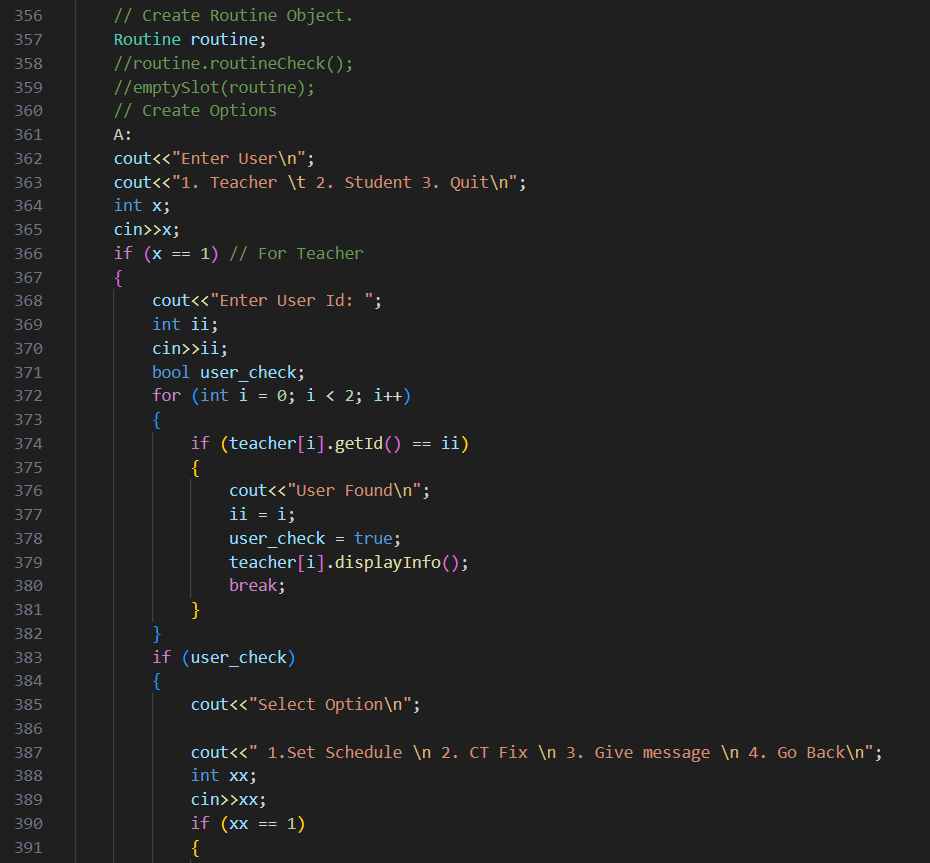 356 // Create Routine Object.
357 Routine routine;
358 //routine.routineCheck();
359 //emptySlot(routine);
360 // Create Options
361 A:
362 cout<<"Enter User\n";
363 cout<<"1. Teacher \t 2. Student 3. Quit\n";
364 int x;
365 cin>>x;
366 if (x == 1) // For Teacher
367 {
368 cout<<"Enter User Id: ";
369 int ii;
370 cin>>ii;
371 bool user_check;
372 for (int i = 0; i < 2; i++)
373 {
374 if (teacher[i].getId() == ii)
375 {
376 cout<<"User Found\n";
377 ii = i;
378 user_check = true;
379 teacher[i].displayInfo();
380 break;
381 }
382 }
383 if (user_check)
384 {
385 cout<<"Select Option\n";
386
387 cout<<" 1.Set Schedule \n 2. CT Fix \n 3. Give message \n 4. Go Back\n";
388 int xx;
389 cin>>xx;
390 if (xx == 1)
391 {